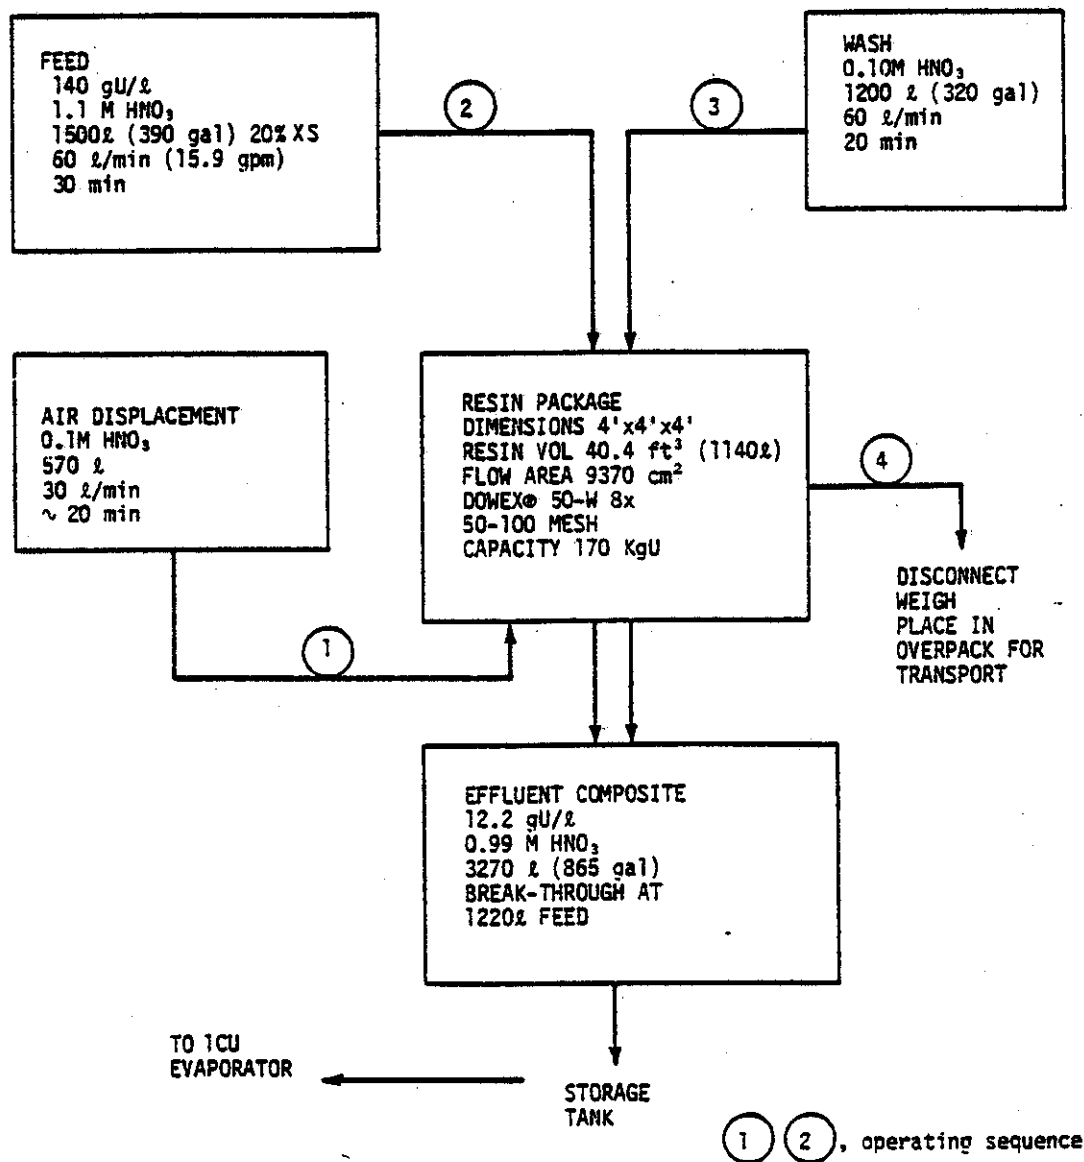 FEED
140 gU/ℓ
1.1 M HNO₃
1500ℓ (390 gal) 20% XS
60 ℓ/min (15.9 gpm)
30 min
2
3
WASH
0.10M HNO₃
1200 ℓ (320 gal)
60 ℓ/min
20 min
AIR DISPLACEMENT
0.1M HNO₃
570 ℓ
30 ℓ/min
~ 20 min
1
RESIN PACKAGE
DIMENSIONS 4'x4'x4'
RESIN VOL 40.4 ft³ (1140ℓ)
FLOW AREA 9370 cm²
DOWEX® 50-W 8x
50-100 MESH
CAPACITY 170 KgU
4
DISCONNECT
WEIGH
PLACE IN
OVERPACK FOR
TRANSPORT
EFFLUENT COMPOSITE
12.2 gU/ℓ
0.99 M HNO₃
3270 ℓ (865 gal)
BREAK-THROUGH AT
1220ℓ FEED
TO 1CU
EVAPORATOR
STORAGE
TANK
1 2, operating sequence